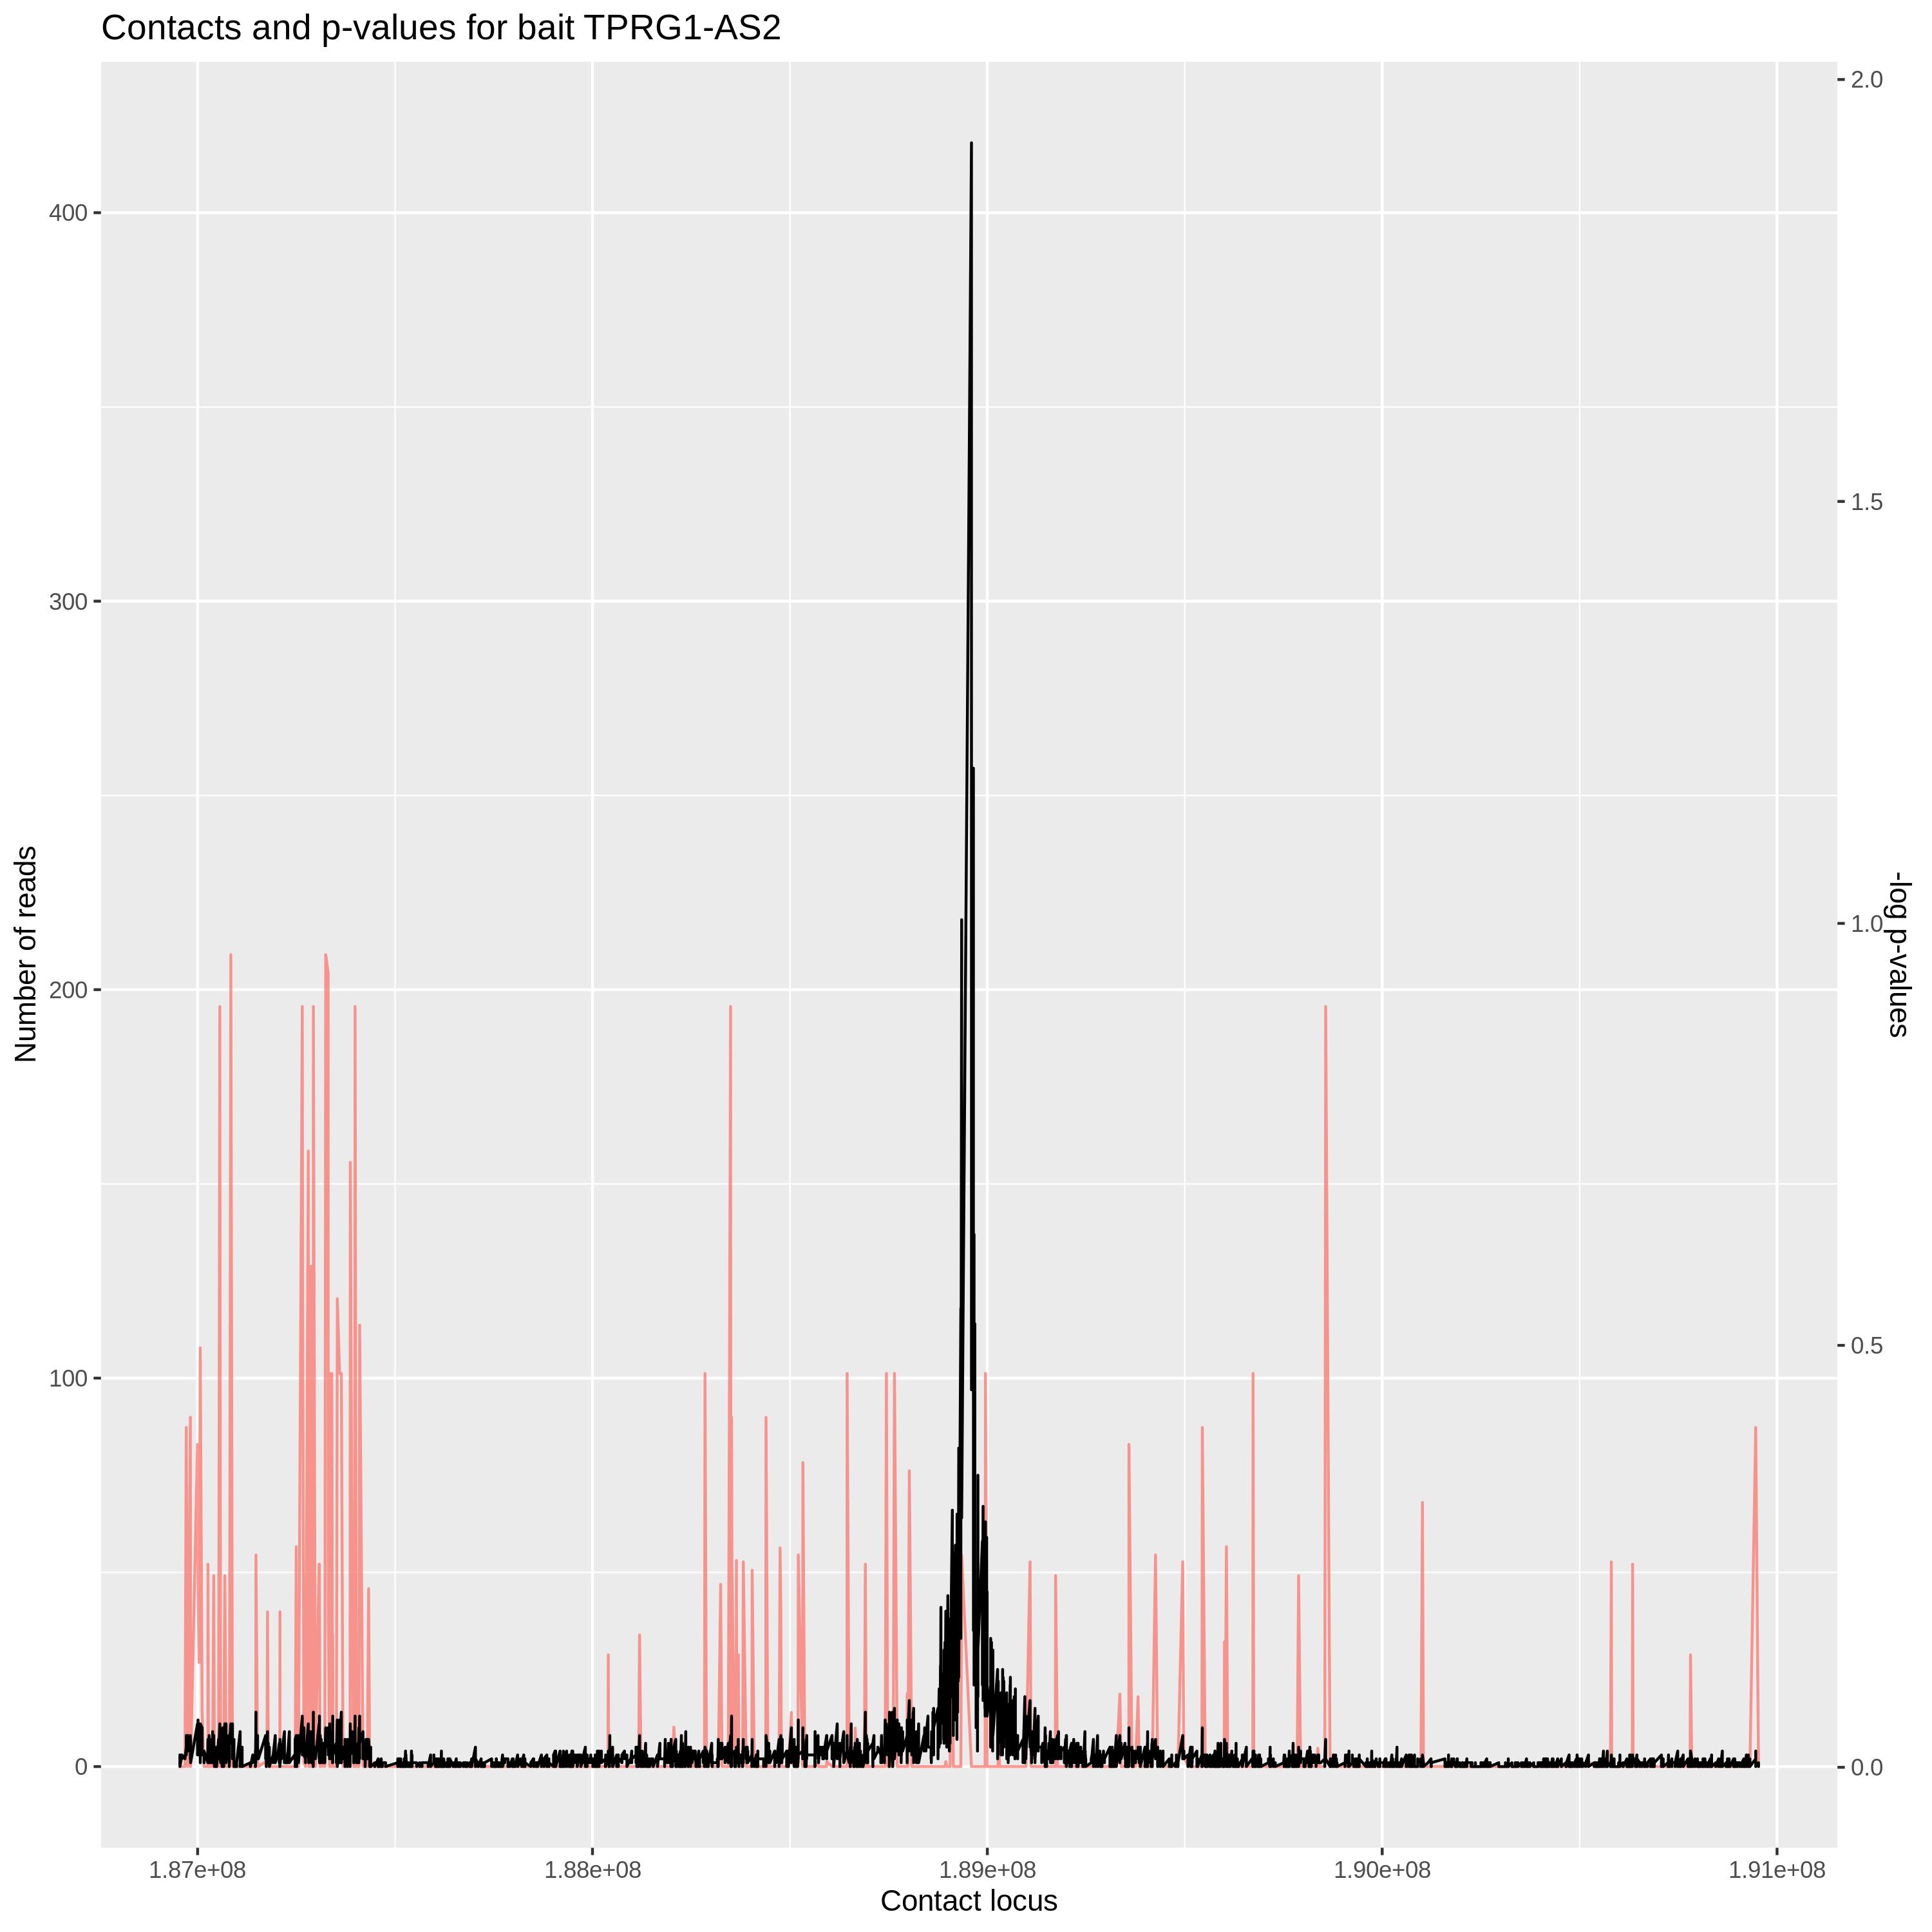 Contacts and p-values for bait TPRG1-AS2
400
300
200
100
0
Number of reads
2.0
1.5
1.0
0.5
0.0
-log p-values
1.87e+08
1.88e+08
1.89e+08
1.90e+08
1.91e+08
Contact locus